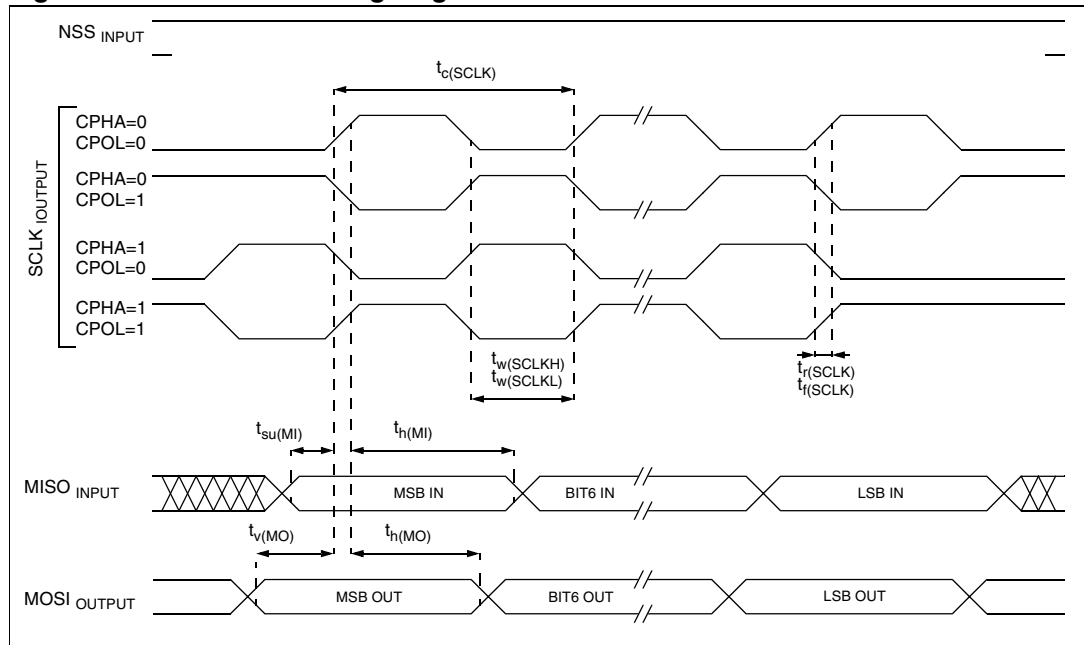 NSS INPUT
tc(SCLK)
SCLK IOUTPUT
CPHA=0
CPOL=0
CPHA=0
CPOL=1
CPHA=1
CPOL=0
CPHA=1
CPOL=1
tw(SCLKH)
tw(SCLKL)
tr(SCLK)
tf(SCLK)
tsu(MI)
th(MI)
MISO INPUT
MSB IN
BIT6 IN
LSB IN
tv(MO)
th(MO)
MOSI OUTPUT
MSB OUT
BIT6 OUT
LSB OUT